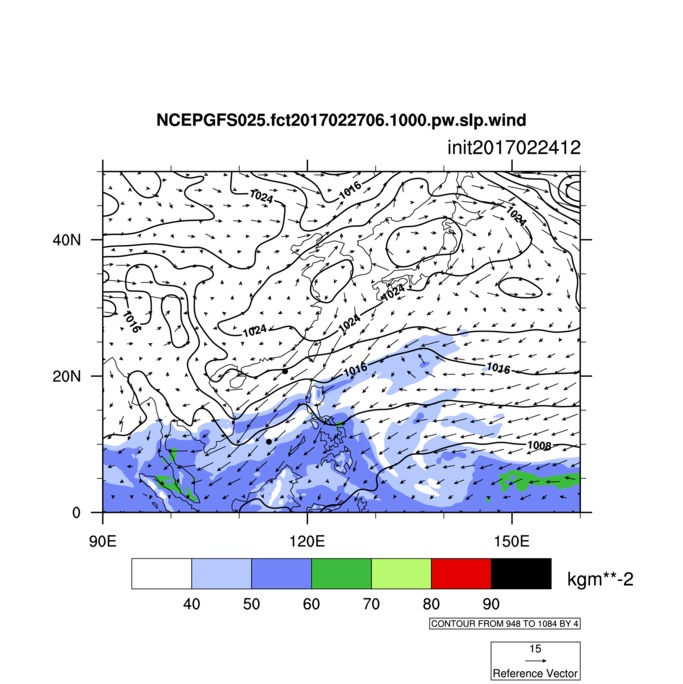 NCEPGFS025.fct2017022706.1000.pw.slp.wind
init2017022412
1024
1016
1024
40N
1024
1016
1024
1024
20N
1016
1016
1008
0
90E 120E 150E
kgm**-2
40 50 60 70 80 90
CONTOUR FROM 948 TO 1084 BY 4
15
Reference Vector